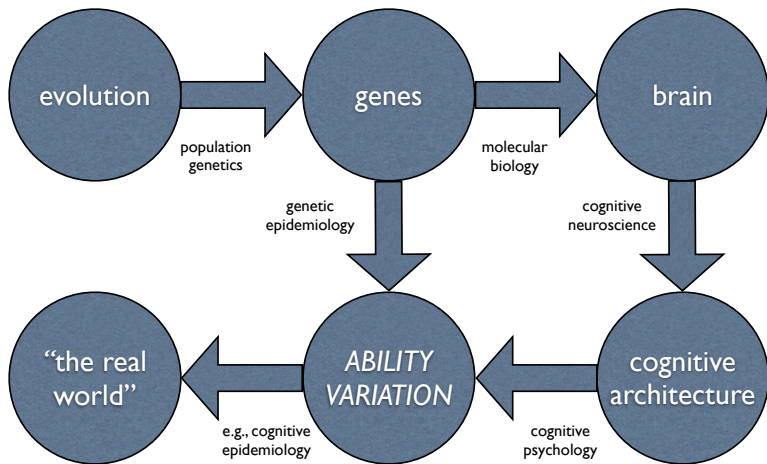 evolution
genes
brain
population
genetics
molecular
biology
genetic
epidemiology
cognitive
neuroscience
“the real
world”
ABILITY
VARIATION
cognitive
architecture
e.g., cognitive
epidemiology
cognitive
psychology